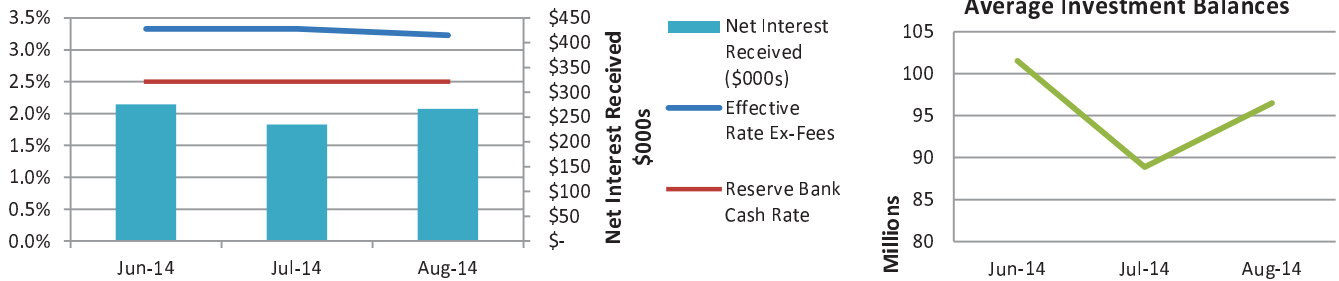 3.5%
3.0%
2.5%
2.0%
1.5%
1.0%
0.5%
0.0%
Jun-14 Jul-14 Aug-14
$450
$400
$350
$300
$250
$200
$150
$100
$50
$-
Net Interest Received
$000s
Net Interest
Received
($000s)
Effective
Rate Ex-Fees
Reserve Bank
Cash Rate
Average Investment Balances
105
100
95
90
85
80
Millions
Jun-14 Jul-14 Aug-14